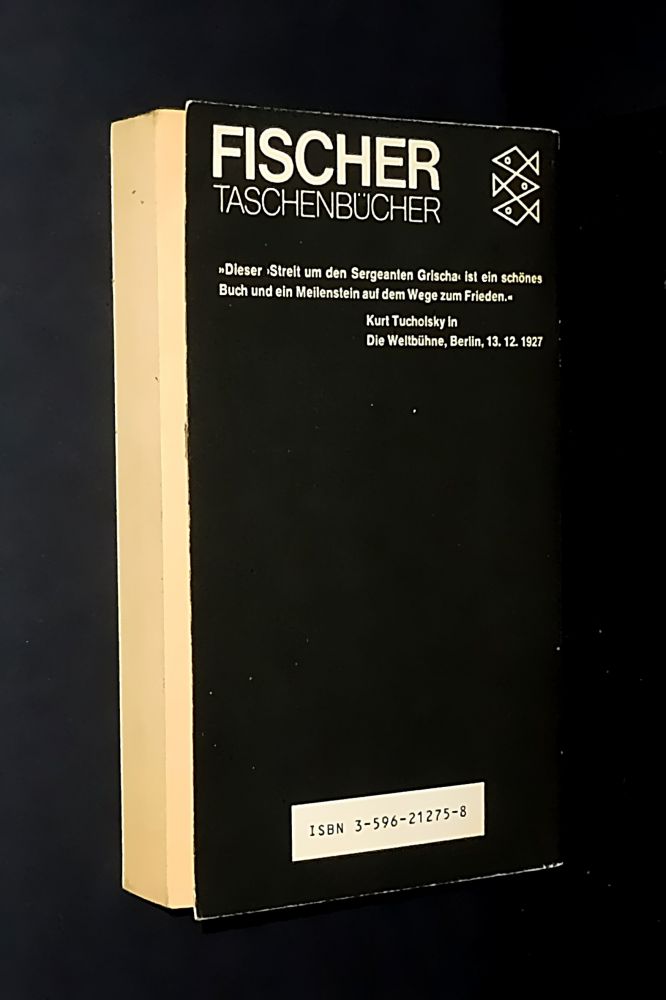 FISCHER
TASCHENBÜCHER
»Dieser ›Streit um den Sergeanten Grischa‹ ist ein schönes
Buch und ein Meilenstein auf dem Wege zum Frieden.«
Kurt Tucholsky in
Die Weltbühne, Berlin, 13. 12. 1927
ISBN 3-596-21275-8